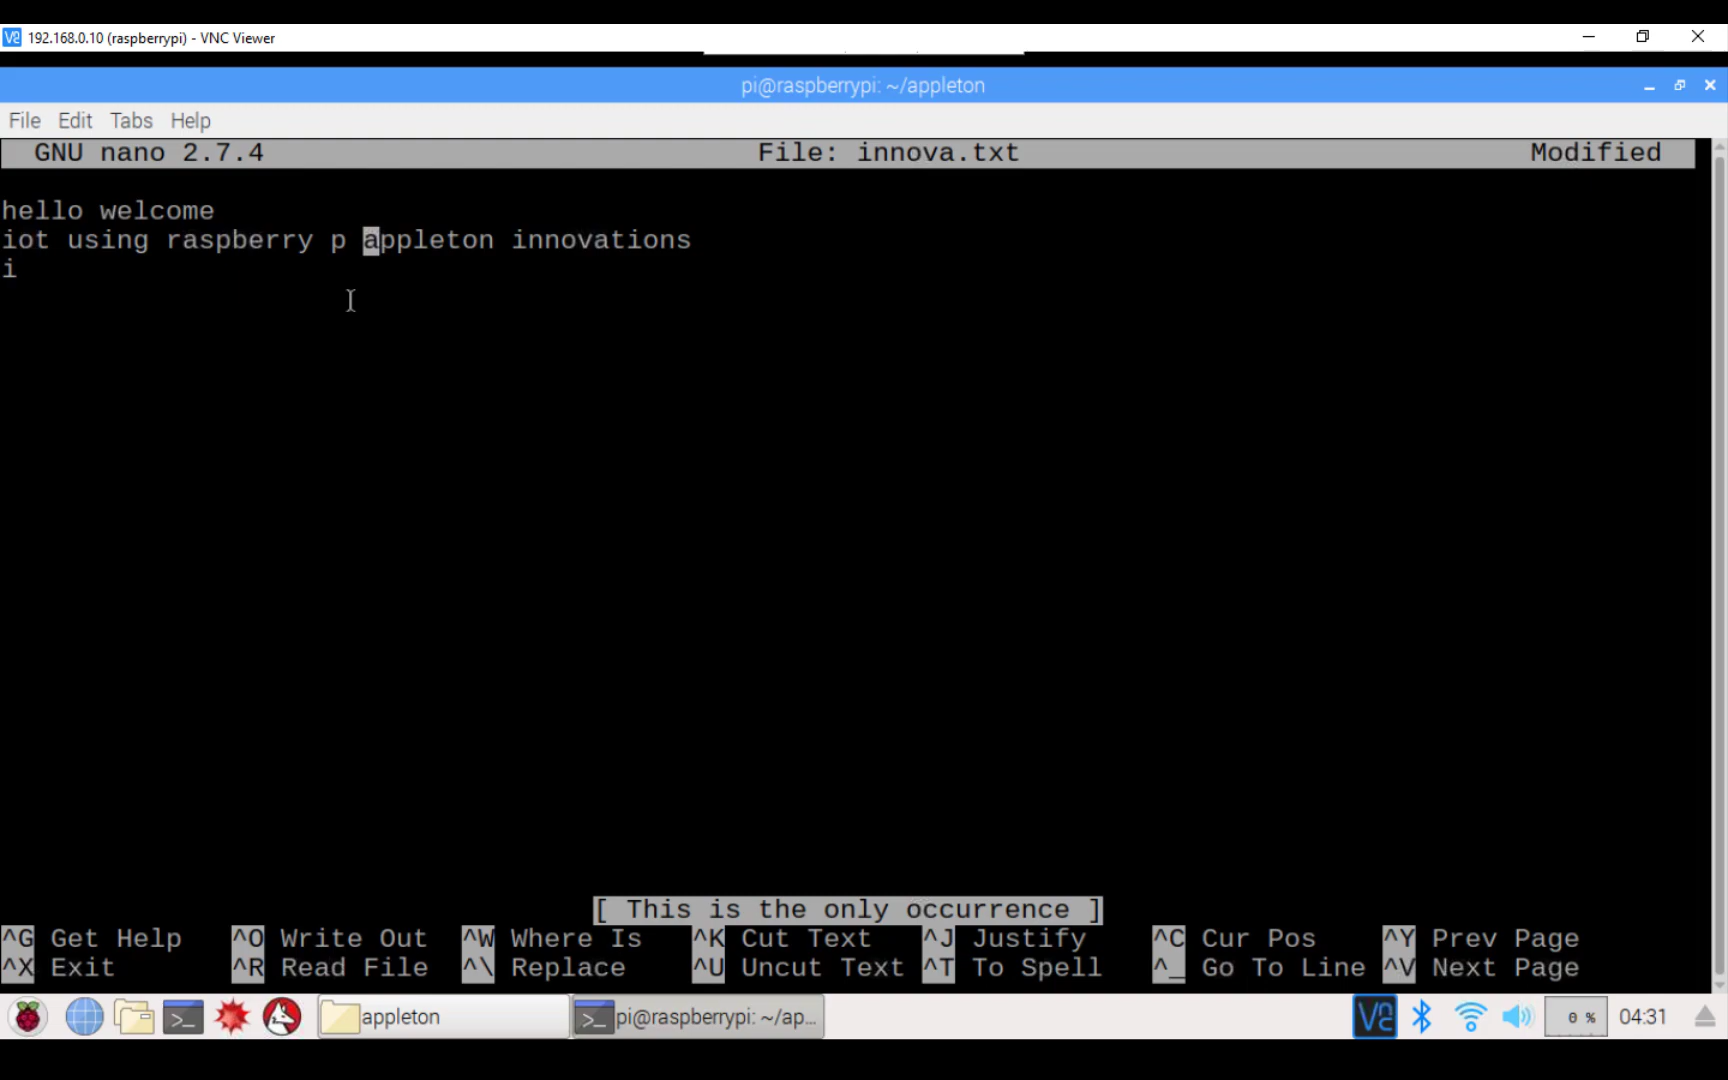 192.168.0.10 (raspberrypi) - VNC Viewer
pi@raspberrypi: ~/appleton
File Edit Tabs Help
GNU nano 2.7.4 File: innova.txt Modified
hello welcome
iot using raspberry p appleton innovations
i
[ This is the only occurrence ]
^G Get Help ^O Write Out ^W Where Is ^K Cut Text ^J Justify ^C Cur Pos ^Y Prev Page
^X Exit ^R Read File ^\ Replace ^U Uncut Text ^T To Spell ^_ Go To Line ^V Next Page
appleton pi@raspberrypi: ~/ap... 0 % 04:31